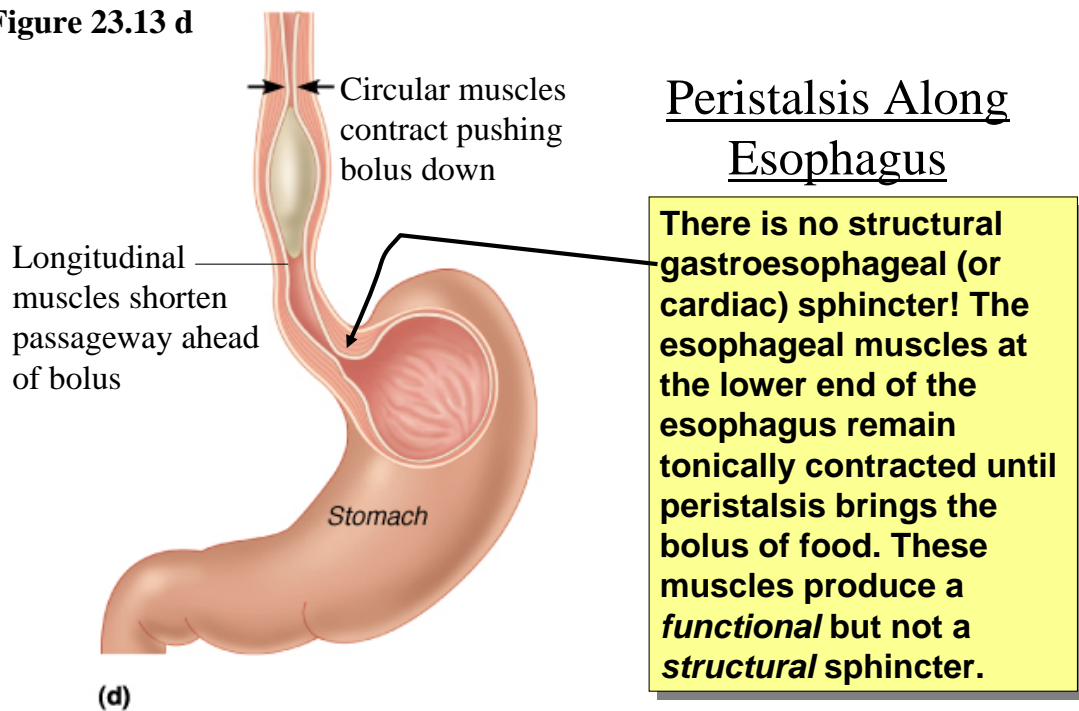 Figure 23.13 d
Circular muscles
contract pushing
bolus down
Longitudinal
muscles shorten
passageway ahead
of bolus
Stomach
(d)
Peristalsis Along
Esophagus
There is no structural
gastroesophageal (or
cardiac) sphincter! The
esophageal muscles at
the lower end of the
esophagus remain
tonically contracted until
peristalsis brings the
bolus of food. These
muscles produce a
functional but not a
structural sphincter.